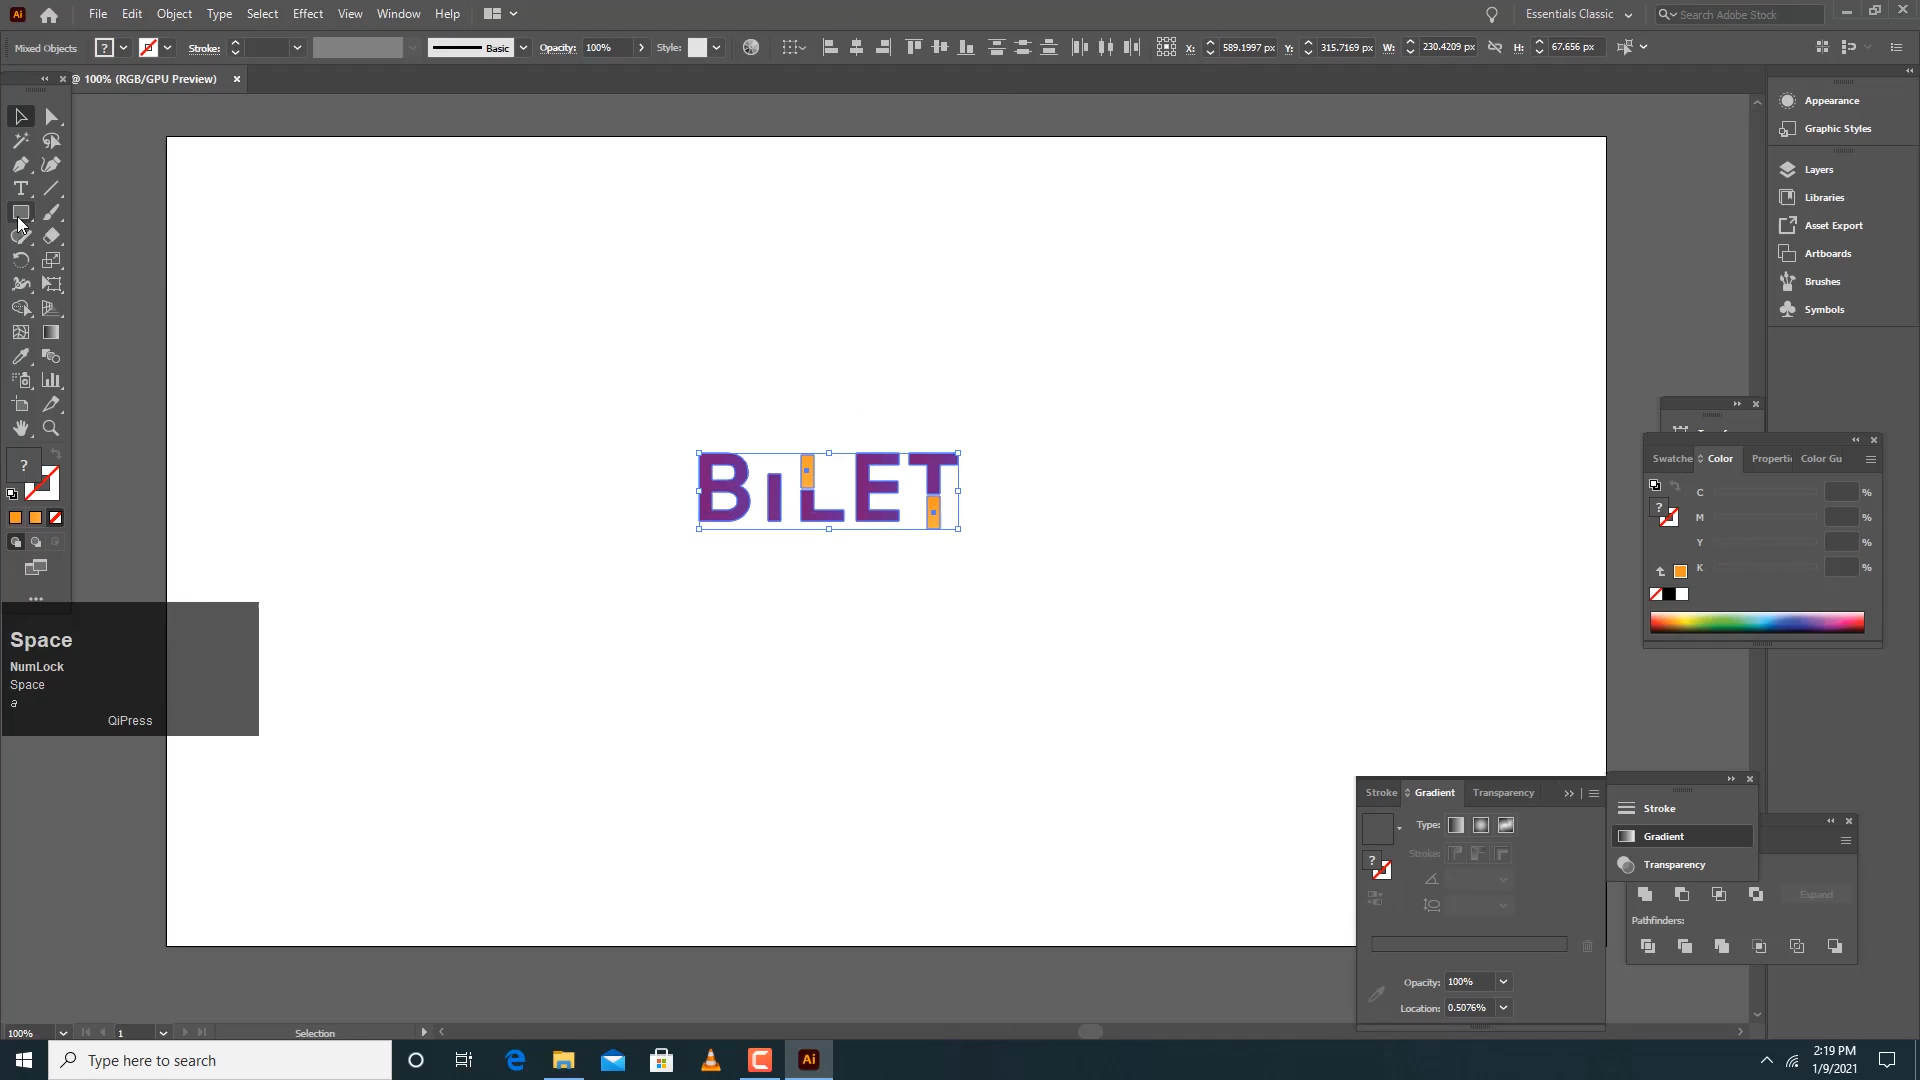 Ai File Edit Object Type Select Effect View Window Help Essentials Classic Search Adobe Stock
Mixed Objects ? Stroke: Basic Opacity: 100% Style: X: 589.1997 px Y: 315.7169 px W: 230.4209 px H: 67.656 px
@ 100% (RGB/GPU Preview)
Appearance
Graphic Styles
Layers
Libraries
Asset Export
Artboards
Brushes
Symbols
BiLET
Swatche Color Properti Color Gu
C %
M %
Y %
K %
?
Space
NumLock
Space
a
QiPress
Stroke Gradient Transparency
Type:
Stroke:
?
Opacity: 100%
Location: 0.5076%
Stroke
Gradient
Transparency
Expand
Pathfinders:
100% 1 Selection
Type here to search
Ai
2:19 PM
1/9/2021